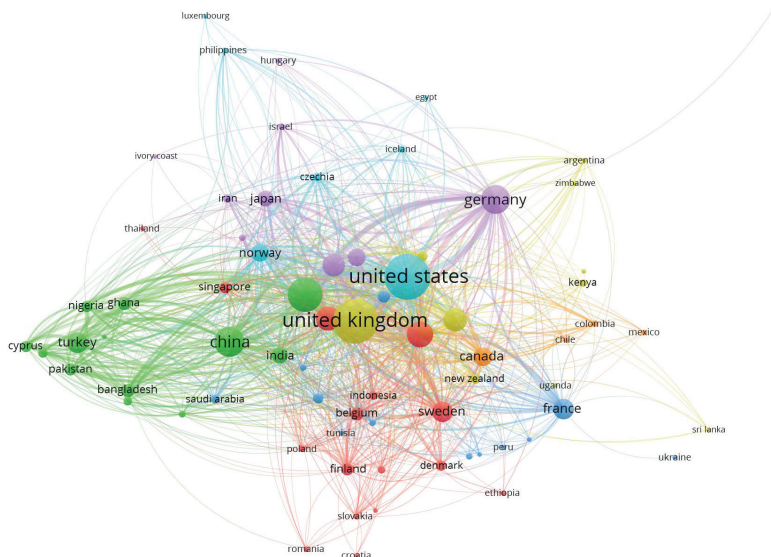 luxembourg
philippines
hungary
egypt
israel
iceland
ivory coast
argentina
czechia
zimbabwe
iran
japan
germany
thailand
norway
united states
singapore
kenya
nigeria
ghana
united kingdom
colombia
mexico
chile
cyprus
turkey
china
india
canada
pakistan
new zealand
bangladesh
uganda
saudi arabia
indonesia
belgium
sweden
france
tunisia
sri lanka
poland
peru
ukraine
finland
denmark
ethiopia
slovakia
romania
croatia